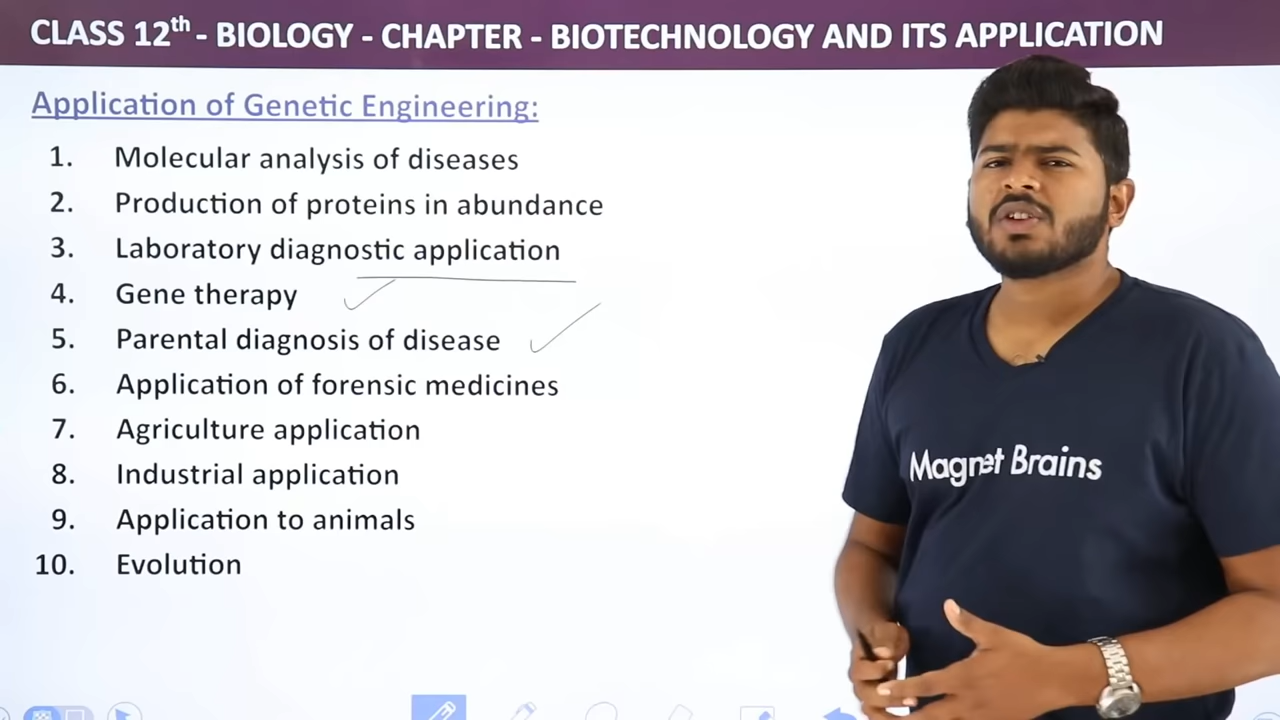 CLASS 12th - BIOLOGY - CHAPTER - BIOTECHNOLOGY AND ITS APPLICATION
Application of Genetic Engineering:
1. Molecular analysis of diseases
2. Production of proteins in abundance
3. Laboratory diagnostic application
4. Gene therapy
5. Parental diagnosis of disease
6. Application of forensic medicines
7. Agriculture application
8. Industrial application
9. Application to animals
10. Evolution
Magnet Brains